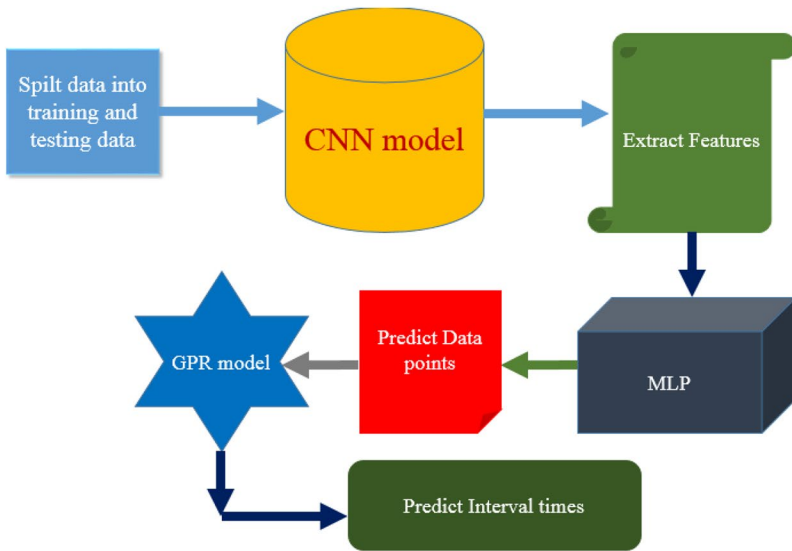 Spilt data into
training and
testing data
CNN model
Extract Features
MLP
Predict Data
points
GPR model
Predict Interval times